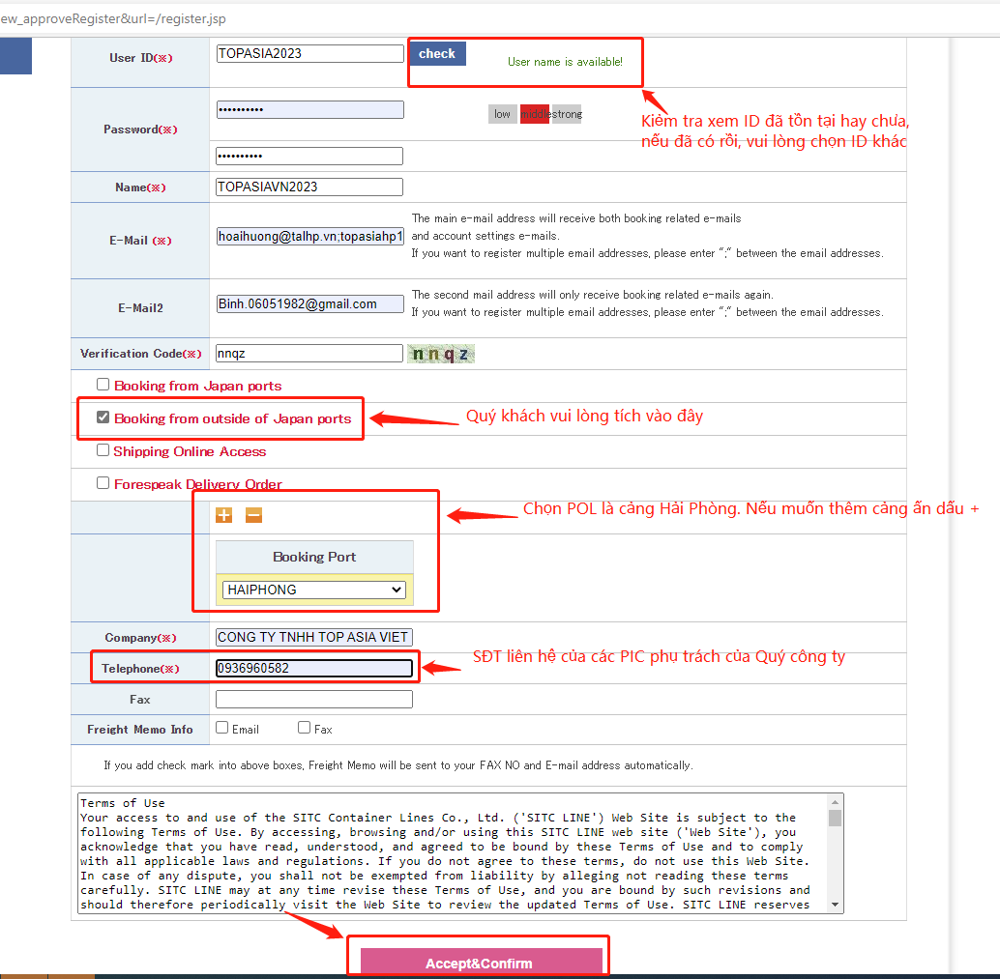 ew_approveRegister&url=/register.jsp
User ID(※) TOPASIA2023 check User name is available!
Kiểm tra xem ID đã tồn tại hay chưa,
nếu đã có rồi, vui lòng chọn ID khác
Password(※) •••••••••• low middle strong
••••••••••
Name(※) TOPASIAVN2023
E-Mail (※) hoaihuong@talhp.vn;topasiahp1
The main e-mail address will receive both booking related e-mails
and account settings e-mails.
If you want to register multiple email addresses, please enter ";" between the email addresses.
E-Mail2 Binh.06051982@gmail.com
The second mail address will only receive booking related e-mails again.
If you want to register multiple email addresses, please enter ";" between the email addresses.
Verification Code(※) nnqz n n q z
Booking from Japan ports
Booking from outside of Japan ports Quý khách vui lòng tích vào đây
Shipping Online Access
Forespeak Delivery Order
+ − Chọn POL là cảng Hải Phòng. Nếu muốn thêm cảng ấn dấu +
Booking Port
HAIPHONG
Company(※) CONG TY TNHH TOP ASIA VIET
Telephone(※) 0936960582 SĐT liên hệ của các PIC phụ trách của Quý công ty
Fax
Freight Memo Info Email Fax
If you add check mark into above boxes, Freight Memo will be sent to your FAX NO and E-mail address automatically.
Terms of Use
Your access to and use of the SITC Container Lines Co., Ltd. ('SITC LINE') Web Site is subject to the
following Terms of Use. By accessing, browsing and/or using this SITC LINE web site ('Web Site'), you
acknowledge that you have read, understood, and agreed to be bound by these Terms of Use and to comply
with all applicable laws and regulations. If you do not agree to these terms, do not use this Web Site.
In case of any dispute, you shall not be exempted from liability by alleging not reading these terms
carefully. SITC LINE may at any time revise these Terms of Use, and you are bound by such revisions and
should therefore periodically visit the Web Site to review the updated Terms of Use. SITC LINE reserves
Accept&Confirm